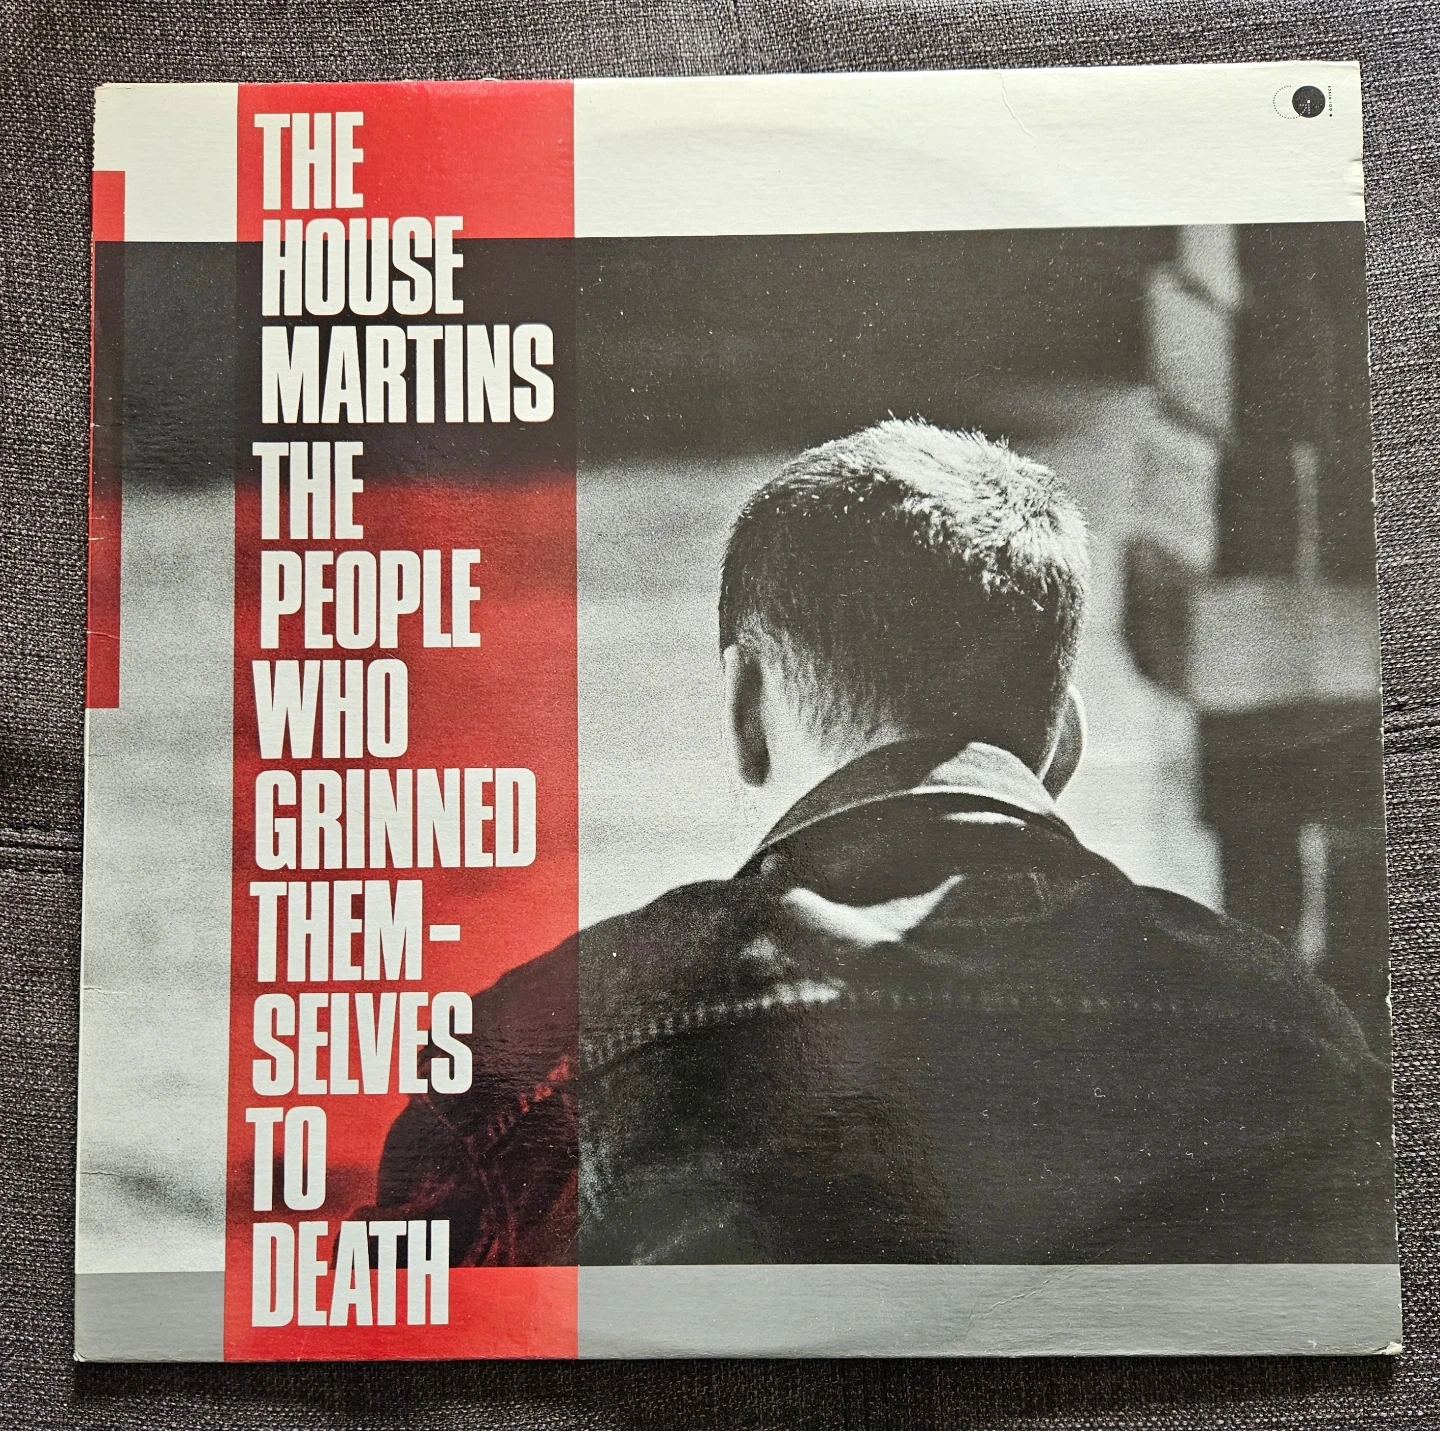 THE
HOUSE
MARTINS
THE
PEOPLE
WHO
GRINNED
THEM-
SELVES
TO
DEATH